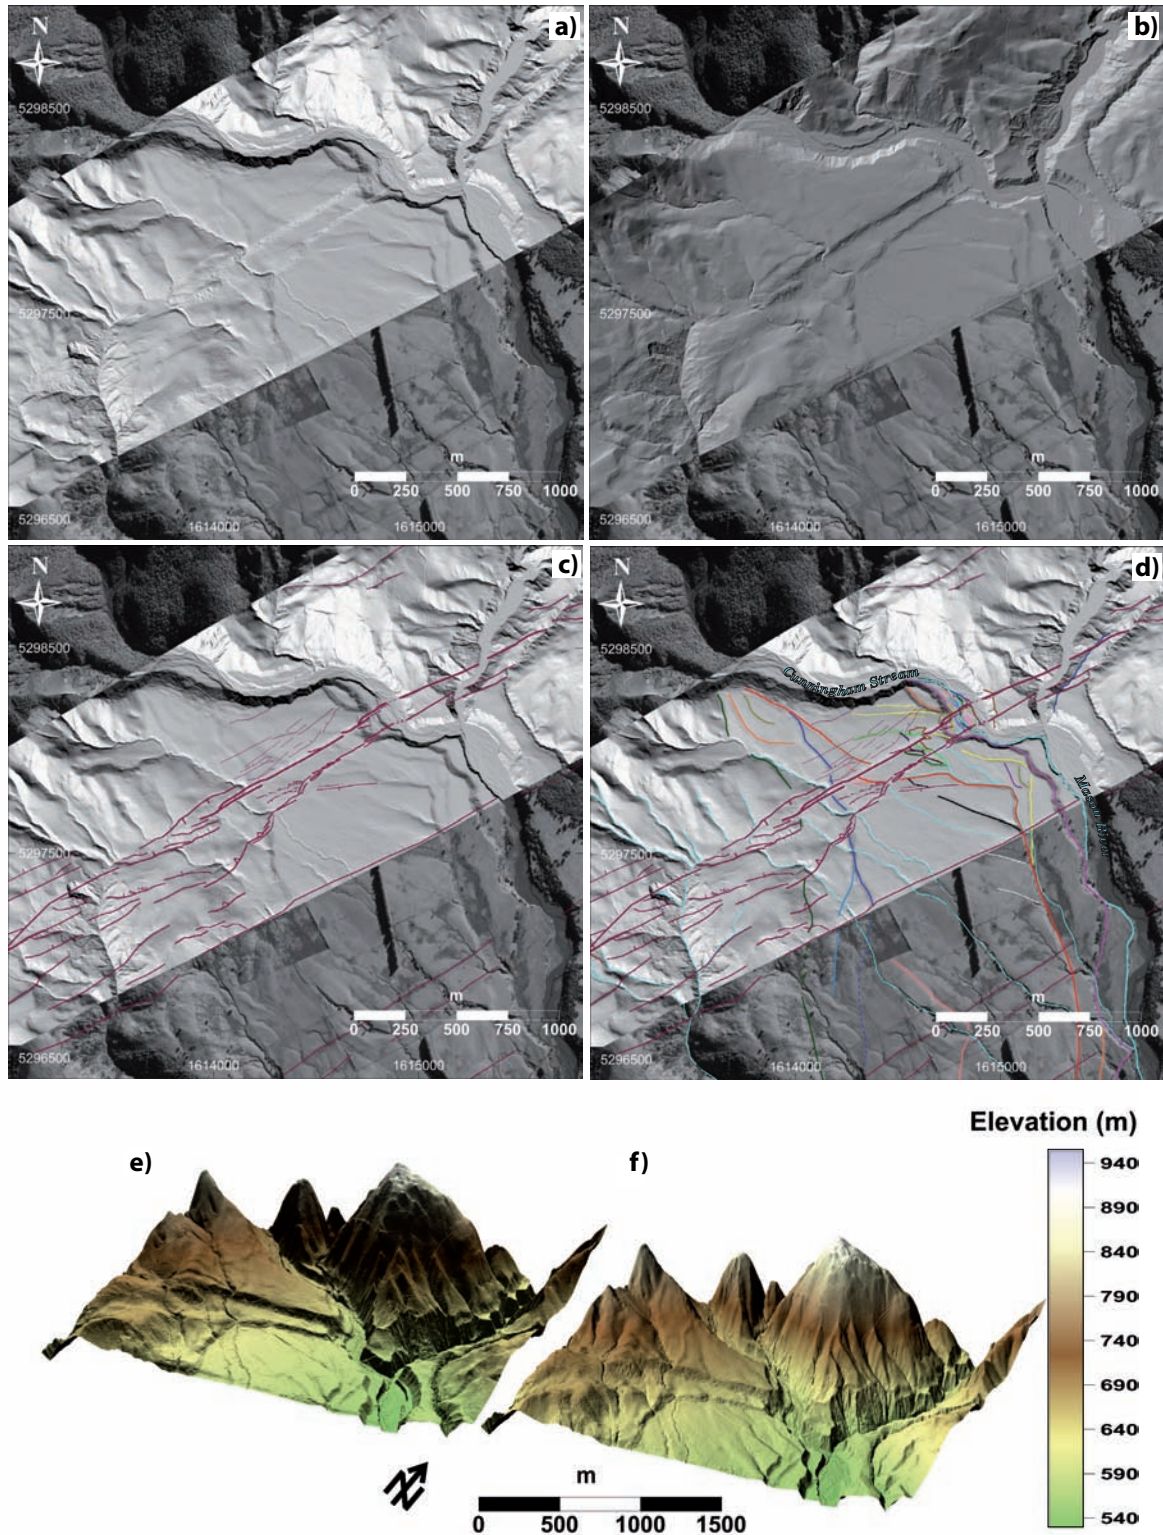 N
a)
5298500
5297500
m
0 250 500 750 1000
5296500
1614000 1615000
N
b)
5298500
5297500
m
0 250 500 750 1000
5296500
1614000 1615000
N
c)
5298500
5297500
m
0 250 500 750 1000
5296500
1614000 1615000
N
d)
5298500
Cunningham Stream
Mason River
5297500
m
0 250 500 750 1000
5296500
1614000 1615000
Elevation (m)
e)
f)
940
890
840
790
740
690
640
590
540
N
m
0 500 1000 1500